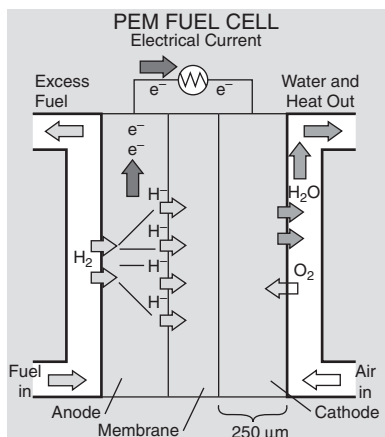 PEM FUEL CELL
Electrical Current
Excess
Fuel
Water and
Heat Out
e⁻
e⁻
e⁻
e⁻
H⁻
H₂O
H⁻
H₂
H⁻
O₂
H⁻
Fuel
in
Air
in
Anode
Cathode
Membrane
250 µm